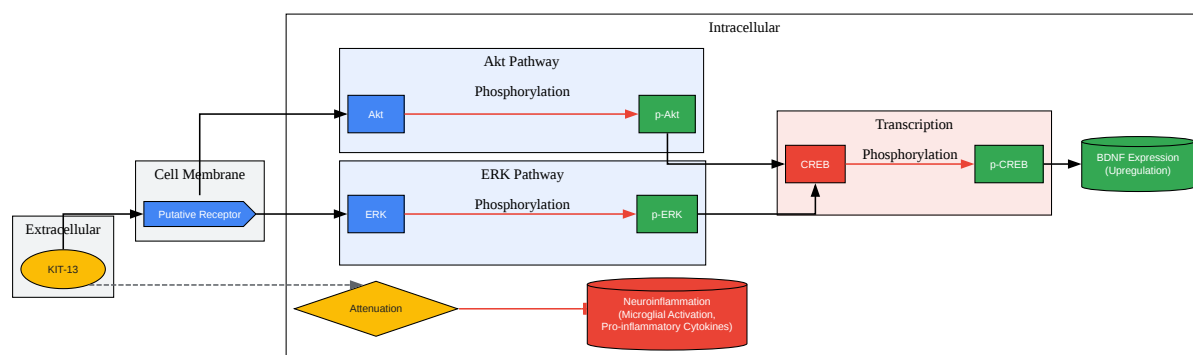 Intracellular
Akt Pathway
Phosphorylation
Akt
p-Akt
Transcription
Phosphorylation
CREB
p-CREB
BDNF Expression
(Upregulation)
Cell Membrane
Putative Receptor
ERK Pathway
Phosphorylation
ERK
p-ERK
Extracellular
KIT-13
Attenuation
Neuroinflammation
(Microglial Activation,
Pro-inflammatory Cytokines)